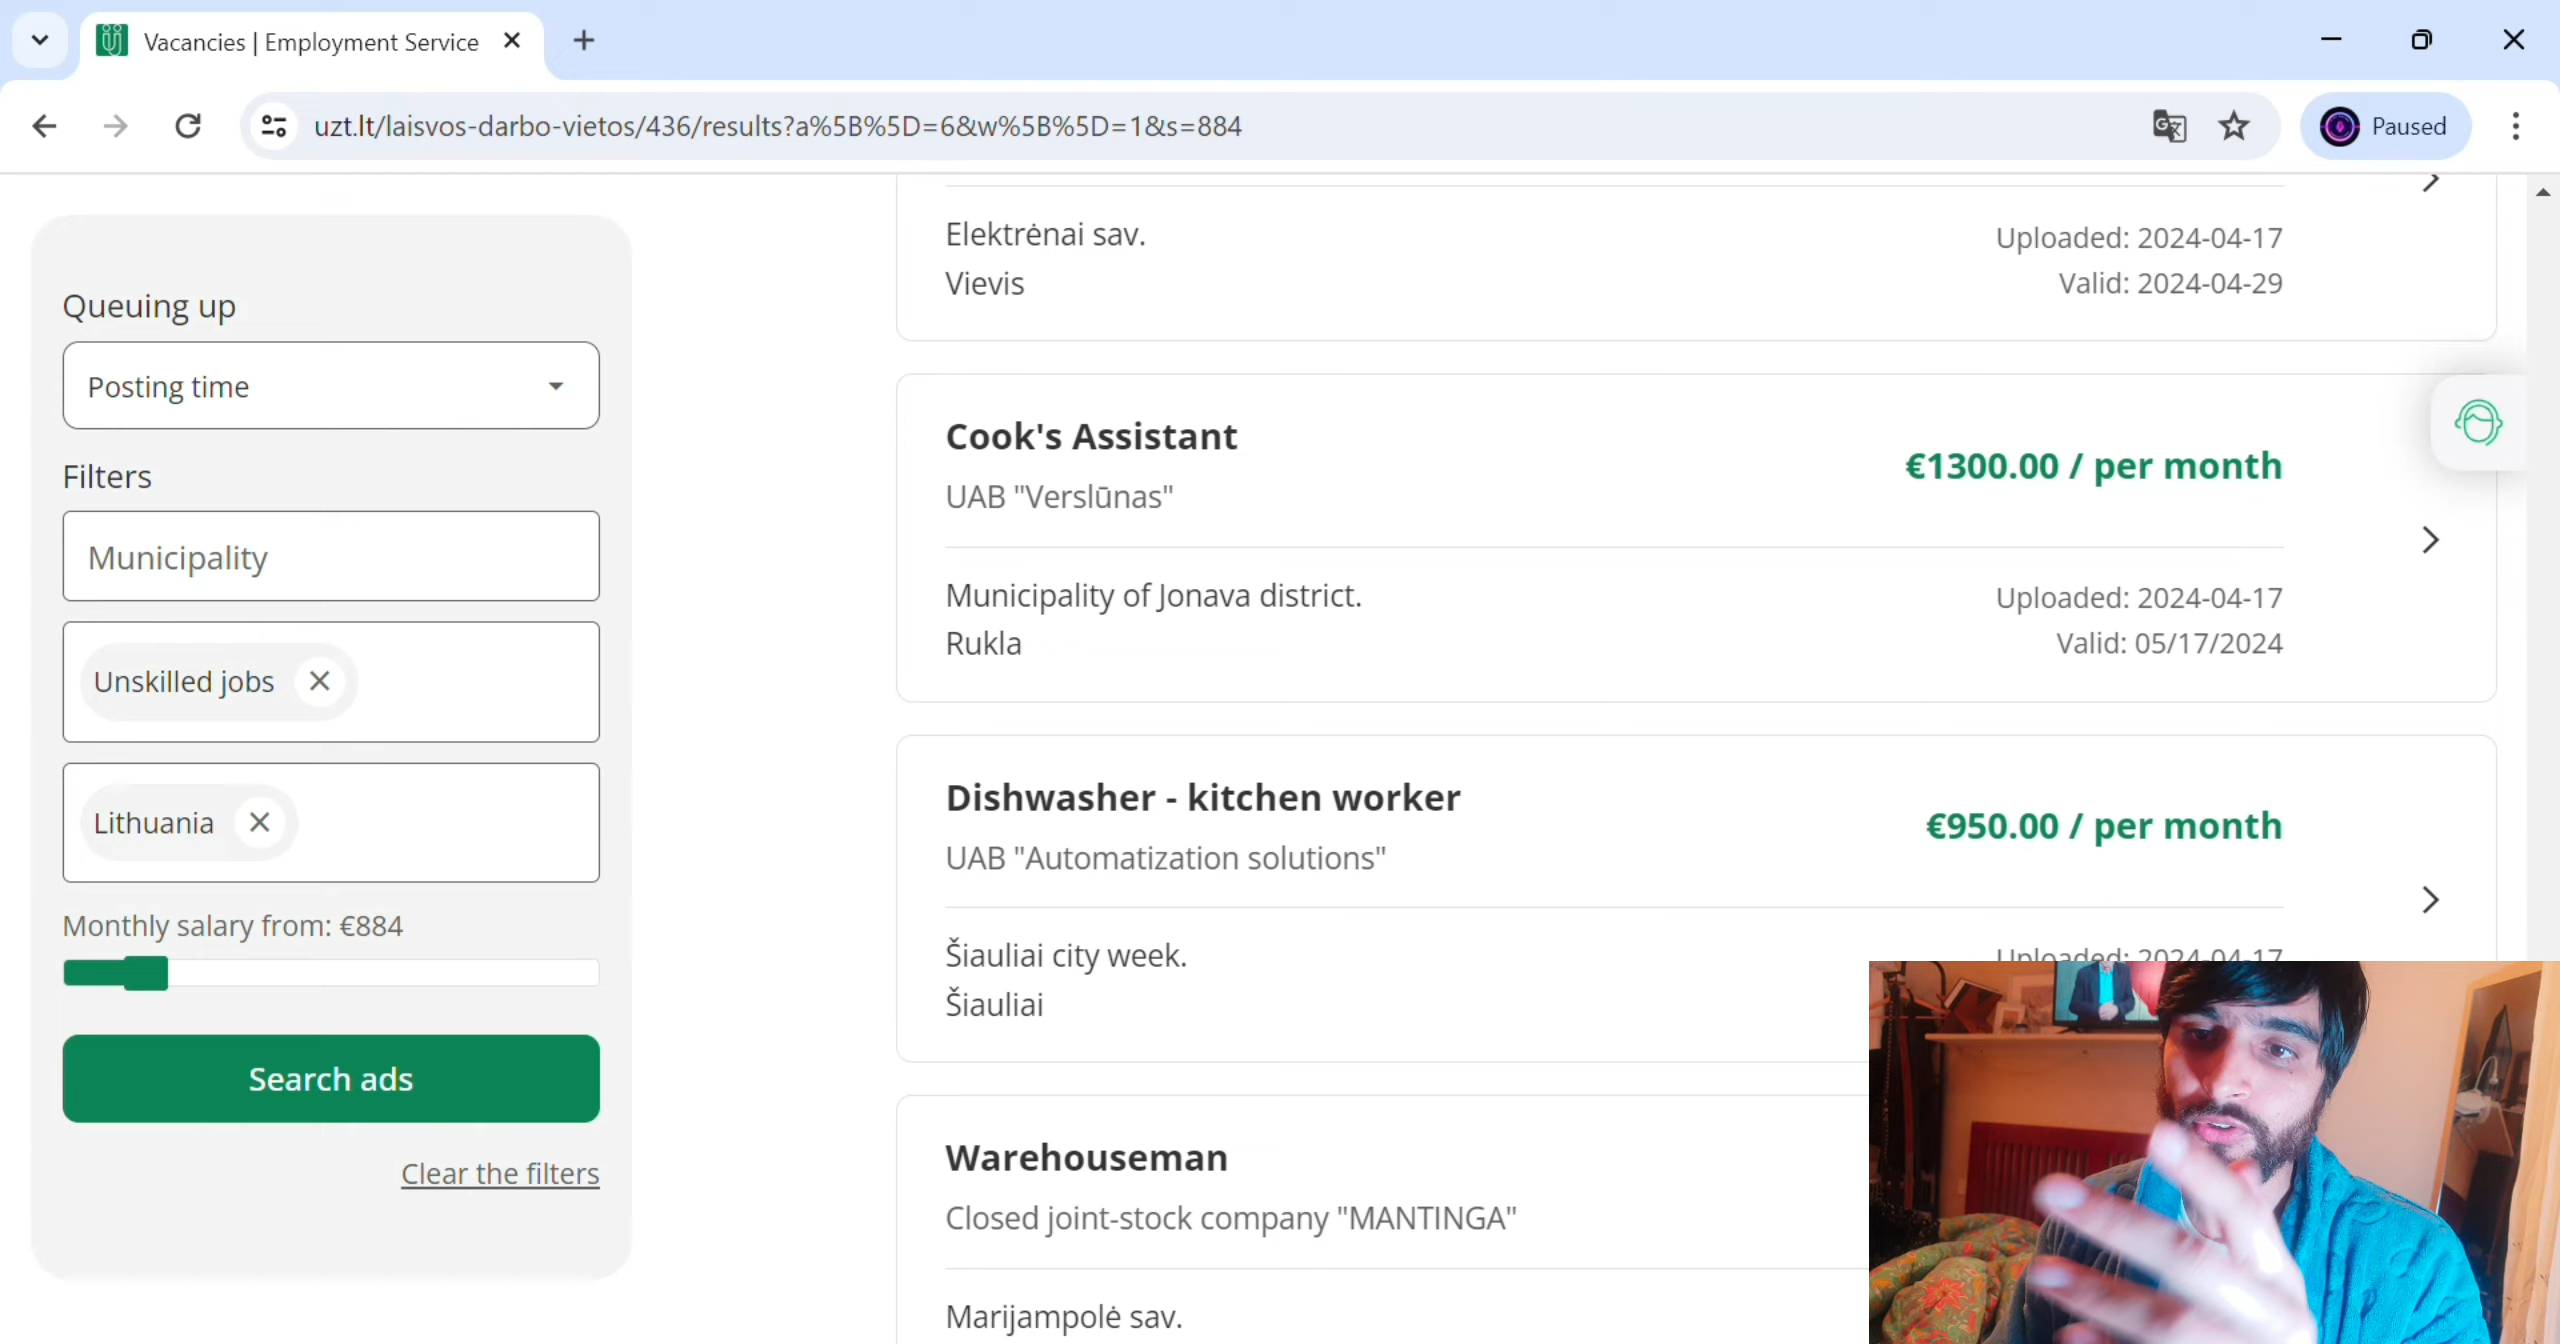 Vacancies | Employment Service
uzt.lt/laisvos-darbo-vietos/436/results?a%5B%5D=6&w%5B%5D=1&s=884
Paused
Queuing up
Posting time
Filters
Municipality
Unskilled jobs
Lithuania
Monthly salary from: €884
Search ads
Clear the filters
Elektrėnai sav.
Uploaded: 2024-04-17
Vievis
Valid: 2024-04-29
Cook's Assistant
€1300.00 / per month
UAB "Verslūnas"
Municipality of Jonava district.
Uploaded: 2024-04-17
Rukla
Valid: 05/17/2024
Dishwasher - kitchen worker
€950.00 / per month
UAB "Automatization solutions"
Šiauliai city week.
Uploaded: 2024-04-17
Šiauliai
Warehouseman
Closed joint-stock company "MANTINGA"
Marijampolė sav.